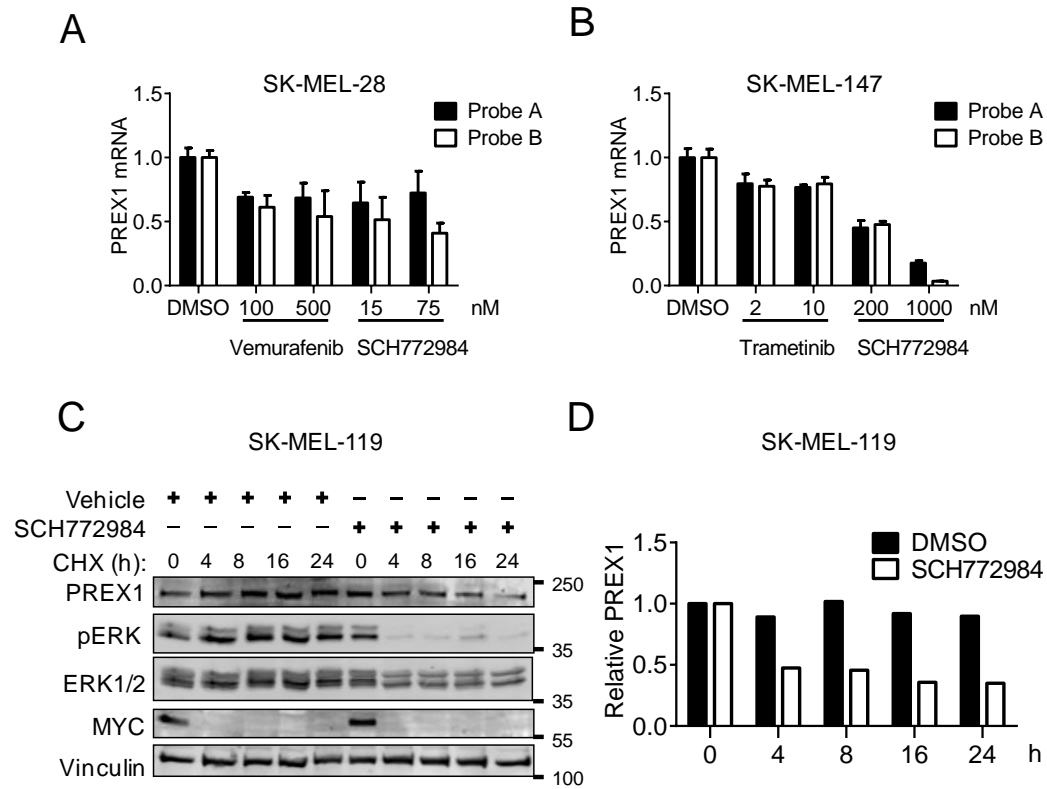 A
SK-MEL-28
PREX1 mRNA
1.5
1.0
0.5
0.0
Probe A
Probe B
DMSO 100 500 15 75 nM
Vemurafenib SCH772984
B
SK-MEL-147
PREX1 mRNA
1.5
1.0
0.5
0.0
Probe A
Probe B
DMSO 2 10 200 1000 nM
Trametinib SCH772984
C
SK-MEL-119
Vehicle + + + + + – – – – –
SCH772984 – – – – – + + + + +
CHX (h): 0 4 8 16 24 0 4 8 16 24
PREX1 250
pERK 35
ERK1/2 35
MYC 55
Vinculin 100
D
SK-MEL-119
Relative PREX1
1.5
1.0
0.5
0.0
DMSO
SCH772984
0 4 8 16 24 h